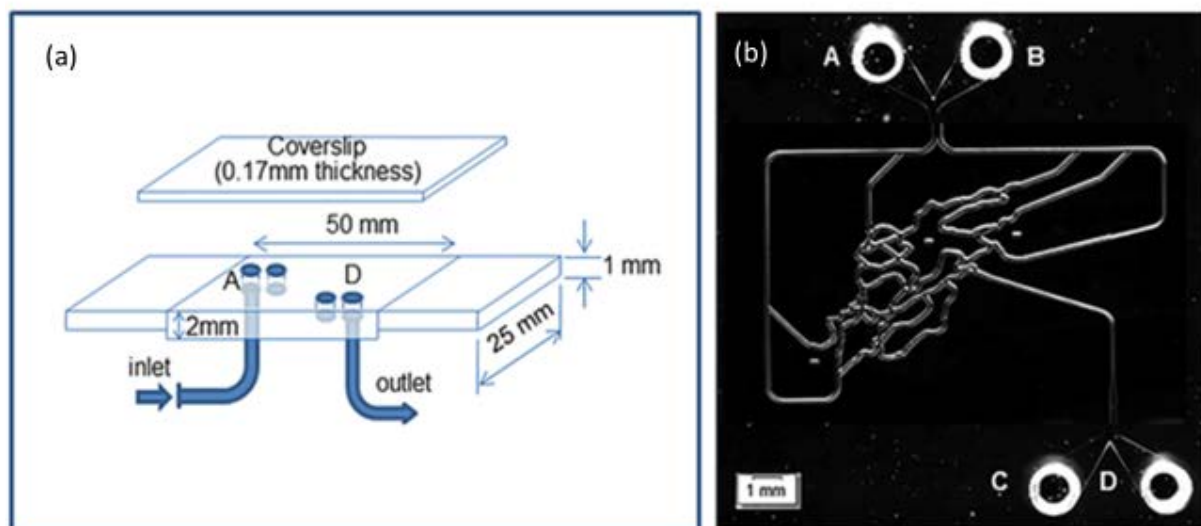 (a)
Coverslip
(0.17mm thickness)
50 mm
A
D
1 mm
2mm
25 mm
inlet
outlet
(b)
A
B
C
D
1 mm